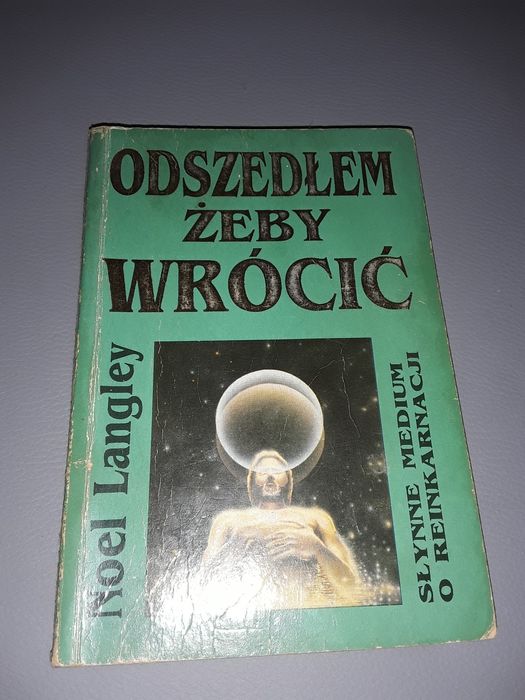 ODSZEDŁEM
ŻEBY
WRÓCIĆ
Noel Langley
SŁYNNE MEDIUM
O REINKARNACJI